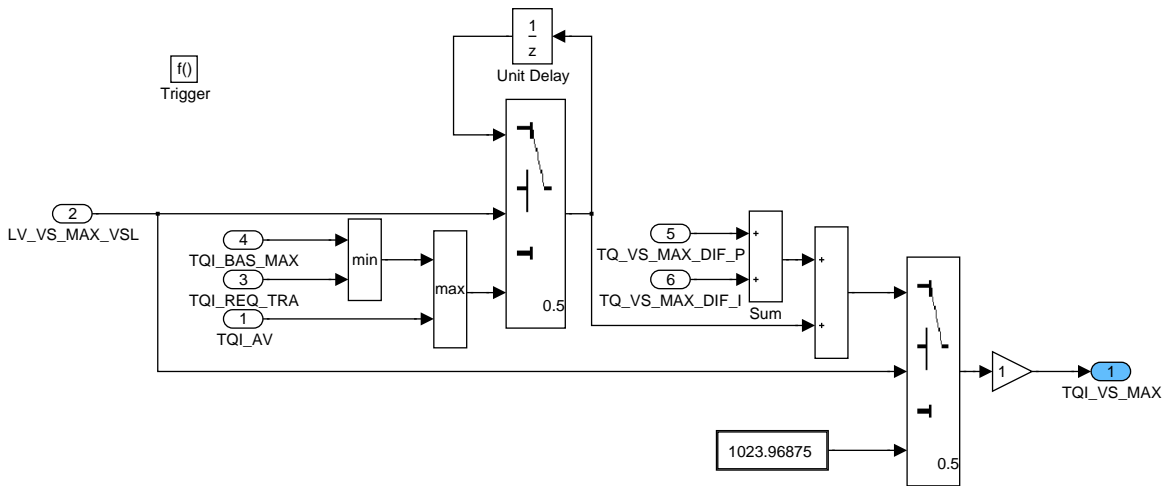 1
z
Unit Delay
f()
Trigger
2
LV_VS_MAX_VSL
4
TQI_BAS_MAX
3
TQI_REQ_TRA
1
TQI_AV
min
max
0.5
5
TQ_VS_MAX_DIF_P
6
TQ_VS_MAX_DIF_I
+
+
Sum
+
+
1
1
TQI_VS_MAX
1023.96875
0.5